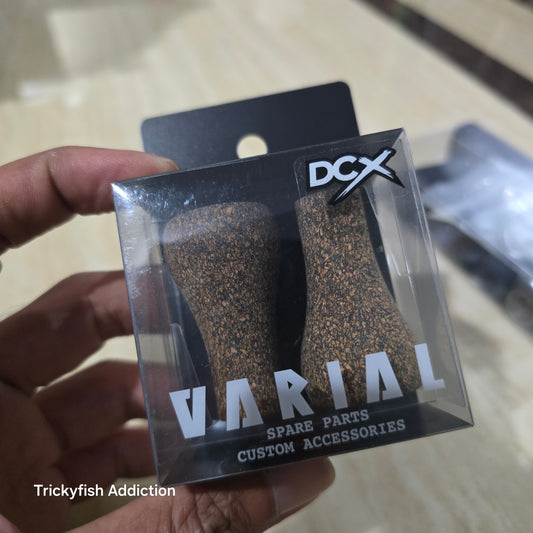 DCX
VARIAL
SPARE PARTS
CUSTOM ACCESSORIES
Trickyfish Addiction